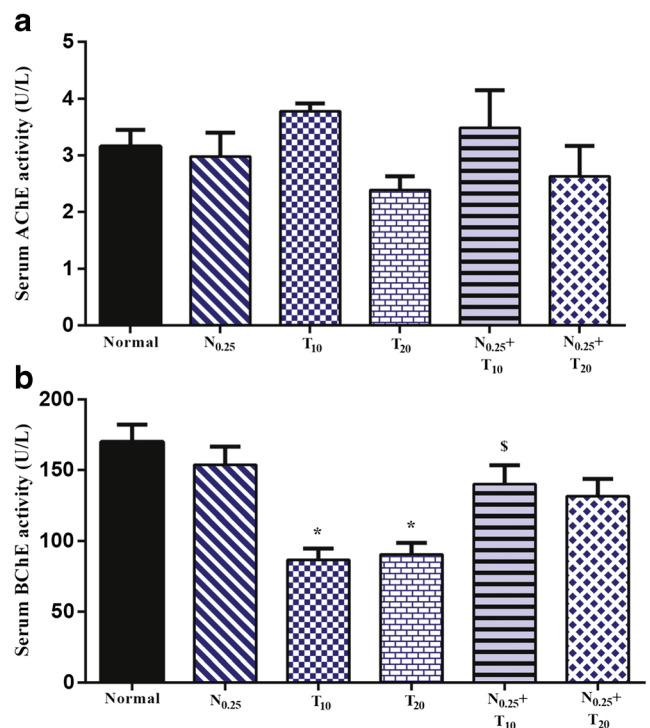 a
Serum AChE activity (U/L)
5
4
3
2
1
0
Normal
N0.25
T10
T20
N0.25+
T10
N0.25+
T20
b
Serum BChE activity (U/L)
200
150
100
50
0
*
*
$
Normal
N0.25
T10
T20
N0.25+
T10
N0.25+
T20